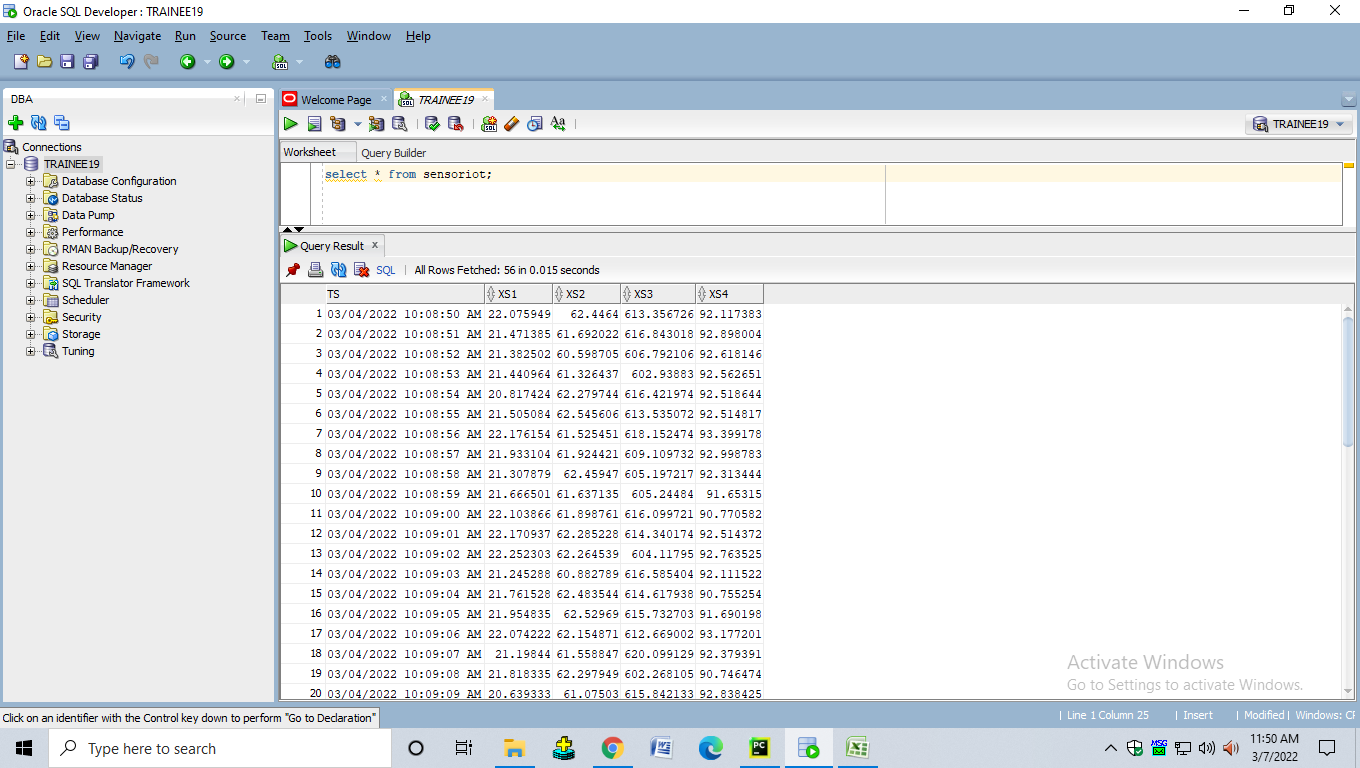 Oracle SQL Developer : TRAINEE19
File Edit View Navigate Run Source Team Tools Window Help
DBA
Welcome Page
TRAINEE19
TRAINEE19
Connections
TRAINEE19
Database Configuration
Database Status
Data Pump
Performance
RMAN Backup/Recovery
Resource Manager
SQL Translator Framework
Scheduler
Security
Storage
Tuning
Worksheet Query Builder
select * from sensoriot;
Query Result
SQL | All Rows Fetched: 56 in 0.015 seconds
TS XS1 XS2 XS3 XS4
1 03/04/2022 10:08:50 AM 22.075949 62.4464 613.356726 92.117383
2 03/04/2022 10:08:51 AM 21.471385 61.692022 616.843018 92.898004
3 03/04/2022 10:08:52 AM 21.382502 60.598705 606.792106 92.618146
4 03/04/2022 10:08:53 AM 21.440964 61.326437 602.93883 92.562651
5 03/04/2022 10:08:54 AM 20.817424 62.279744 616.421974 92.518644
6 03/04/2022 10:08:55 AM 21.505084 62.545606 613.535072 92.514817
7 03/04/2022 10:08:56 AM 22.176154 61.525451 618.152474 93.399178
8 03/04/2022 10:08:57 AM 21.933104 61.924421 609.109732 92.998783
9 03/04/2022 10:08:58 AM 21.307879 62.45947 605.197217 92.313444
10 03/04/2022 10:08:59 AM 21.666501 61.637135 605.24484 91.65315
11 03/04/2022 10:09:00 AM 22.103866 61.898761 616.099721 90.770582
12 03/04/2022 10:09:01 AM 22.170937 62.285228 614.340174 92.514372
13 03/04/2022 10:09:02 AM 22.252303 62.264539 604.11795 92.763525
14 03/04/2022 10:09:03 AM 21.245288 60.882789 616.585404 92.111522
15 03/04/2022 10:09:04 AM 21.761528 62.483544 614.617938 90.755254
16 03/04/2022 10:09:05 AM 21.954835 62.52969 615.732703 91.690198
17 03/04/2022 10:09:06 AM 22.074222 62.154871 612.669002 93.177201
18 03/04/2022 10:09:07 AM 21.19844 61.558847 620.099129 92.379391
19 03/04/2022 10:09:08 AM 21.818335 62.297949 602.268105 90.746474
20 03/04/2022 10:09:09 AM 20.639333 61.07503 615.842133 92.838425
Activate Windows
Go to Settings to activate Windows.
Click on an identifier with the Control key down to perform "Go to Declaration"
| Line 1 Column 25 | Insert | Modified | Windows: CF
Type here to search
11:50 AM
3/7/2022